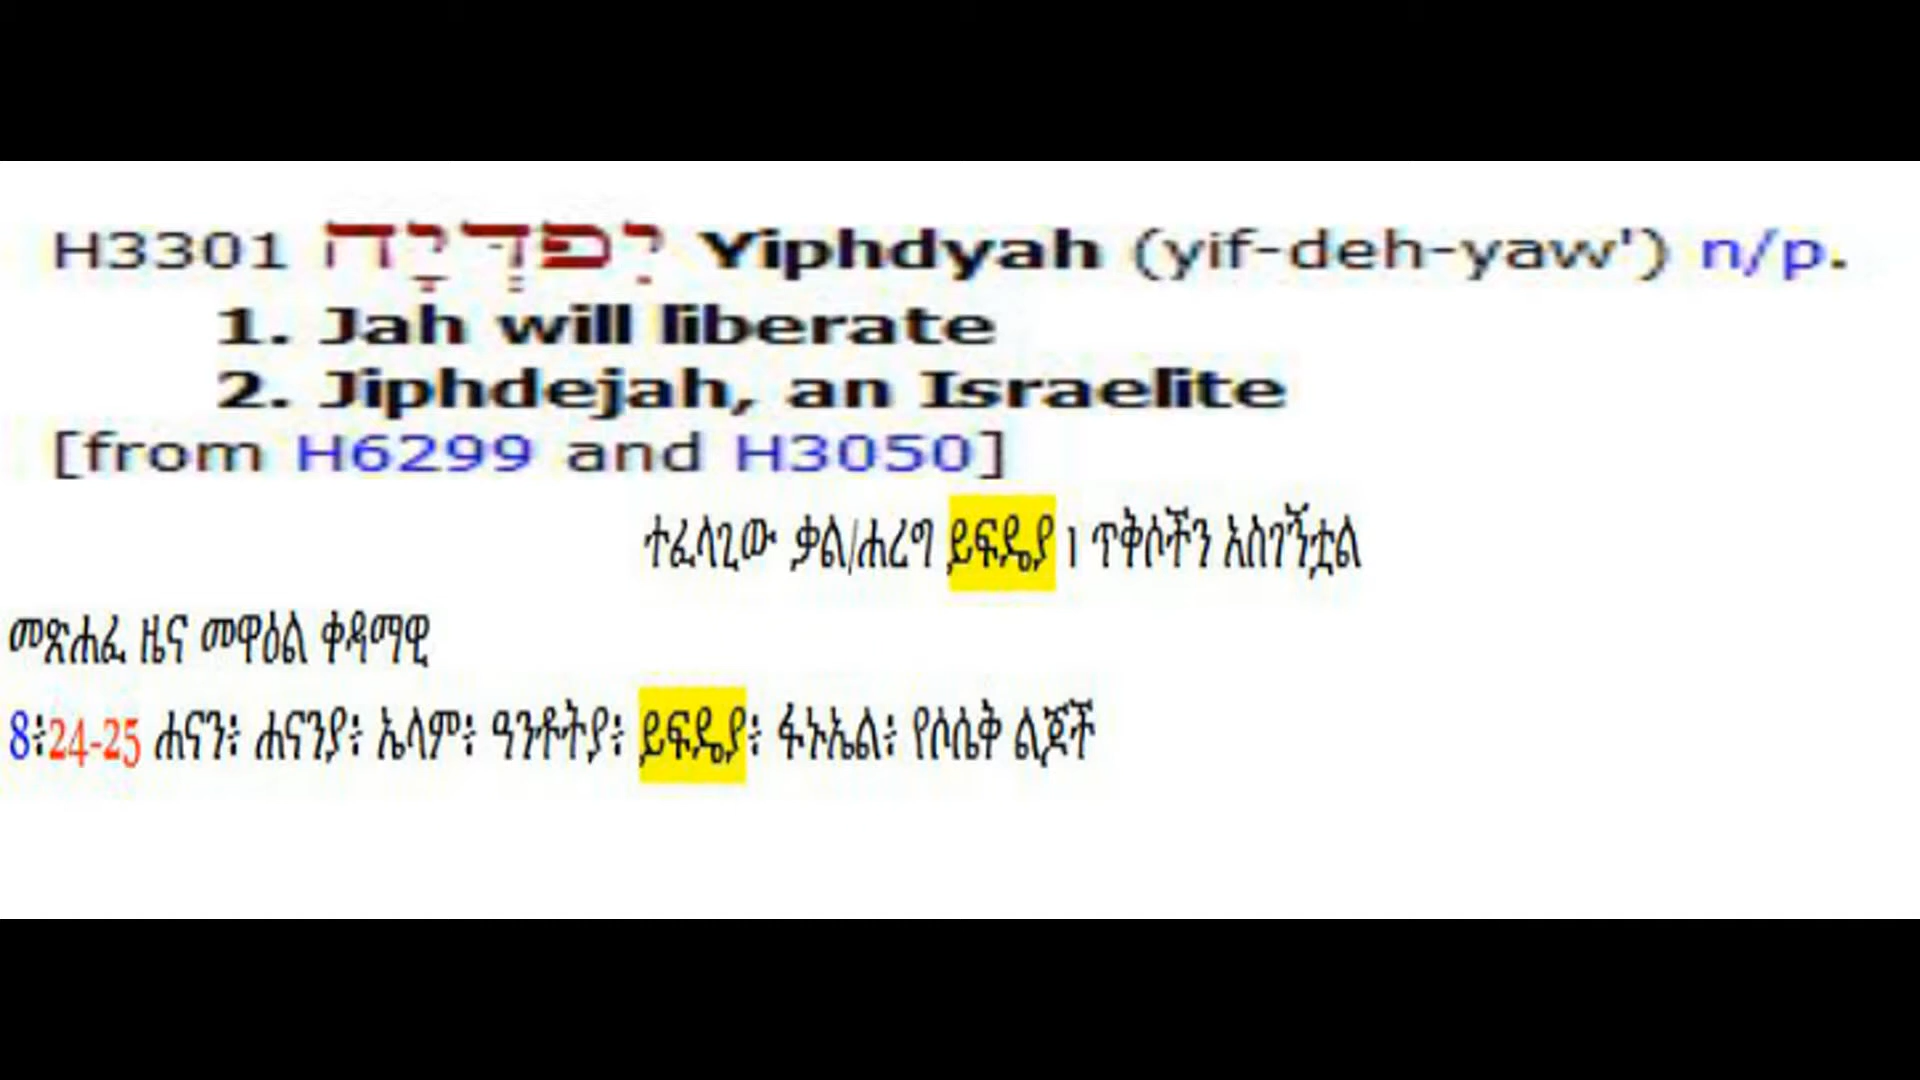 H3301 יִפְדְּיָה Yiphdyah (yif-deh-yaw') n/p.
1. Jah will liberate
2. Jiphdejah, an Israelite
[from H6299 and H3050]
ተፈላጊው ቃል/ሐረግ ይፍዴያ ፩ ጥቅሶችን አስገኝቷል
መጽሐፈ ዜና መዋዕል ቀዳማዊ
8፥24-25 ሐናን፥ ሐናንያ፥ ኤላም፥ ዓንቶትያ፥ ይፍዴያ፥ ፋኑኤል፥ የሶሴቅ ልጆች